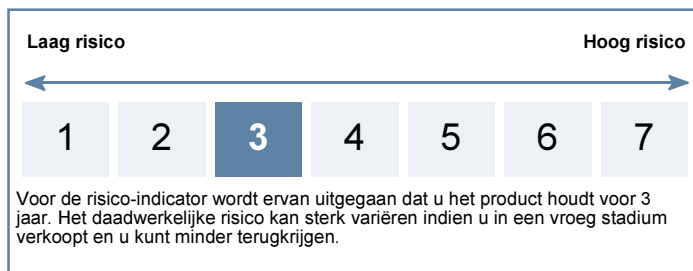 Laag risico Hoog risico
1 2 3 4 5 6 7
Voor de risico-indicator wordt ervan uitgegaan dat u het product houdt voor 3
jaar. Het daadwerkelijke risico kan sterk variëren indien u in een vroeg stadium
verkoopt en u kunt minder terugkrijgen.